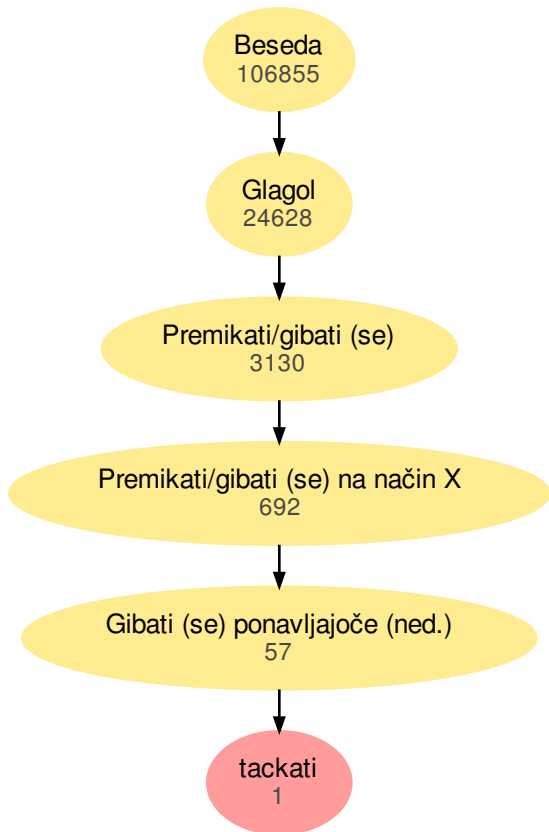 Beseda
106855
Glagol
24628
Premikati/gibati (se)
3130
Premikati/gibati (se) na način X
692
Gibati (se) ponavljajoče (ned.)
57
tackati
1